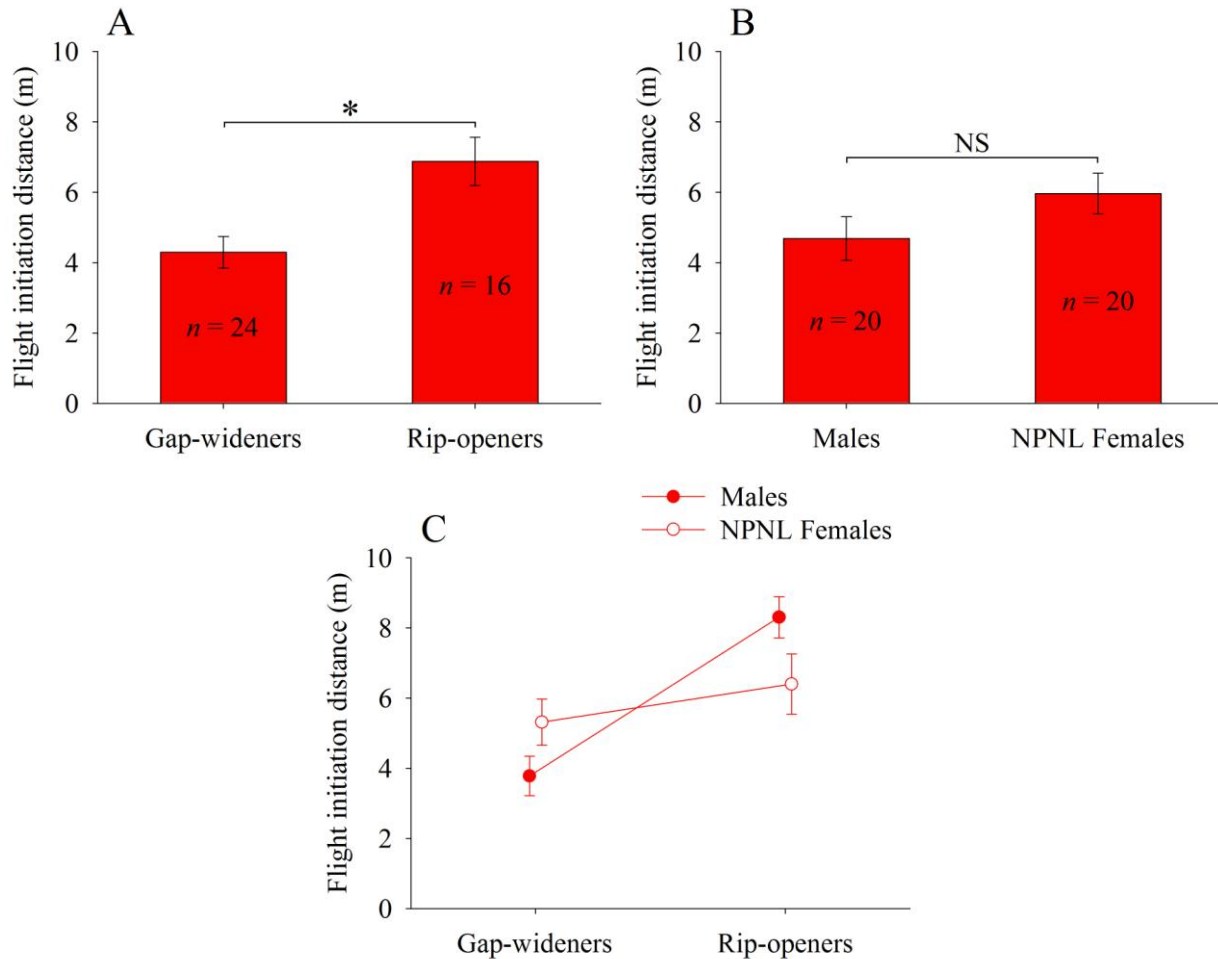 A
Flight initiation distance (m)
10
8
6
4
2
0
*
n = 24
n = 16
Gap-wideners
Rip-openers
B
Flight initiation distance (m)
10
8
6
4
2
0
NS
n = 20
n = 20
Males
NPNL Females
Males
NPNL Females
C
Flight initiation distance (m)
10
8
6
4
2
0
Gap-wideners
Rip-openers